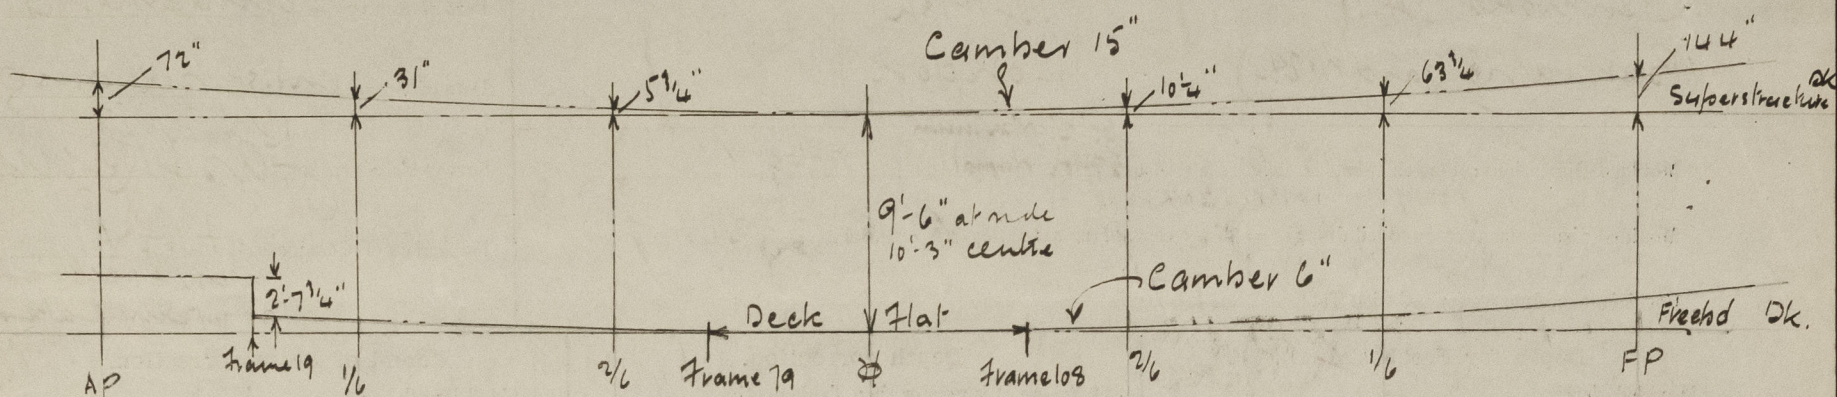 Camber 15"
72"
31"
5 3/4"
10 1/4"
63 3/4
144"
Superstructure Dk
9'-6" at side
10'-3" centre
Camber 6"
2'-7 3/4"
Deck Flat
Freebd Dk.
AP
Frame 19
1/6
2/6
Frame 79
Frame 108
2/6
1/6
FP